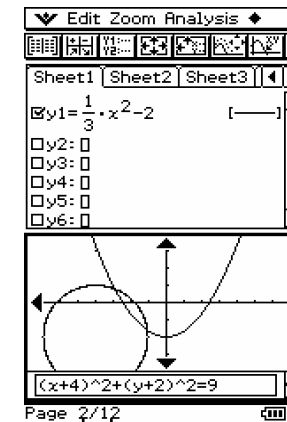 Edit Zoom Analysis
Sheet1 Sheet2 Sheet3
y1=1/3·x^2-2 [—]
y2:
y3:
y4:
y5:
y6:
(x+4)^2+(y+2)^2=9
Page 2/12